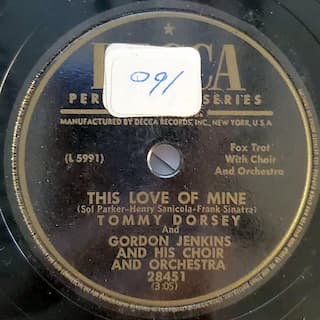 D CCA
091
PER SERIES
MANUFACTURED BY DECCA RECORDS, INC., NEW YORK, U.S.A.
(L 5991)
Fox Trot
With Choir
And Orchestra
THIS LOVE OF MINE
(Sol Parker-Henry Sanicola-Frank Sinatra)
TOMMY DORSEY
And
GORDON JENKINS
AND HIS CHOIR
AND ORCHESTRA
28451
(3:05)